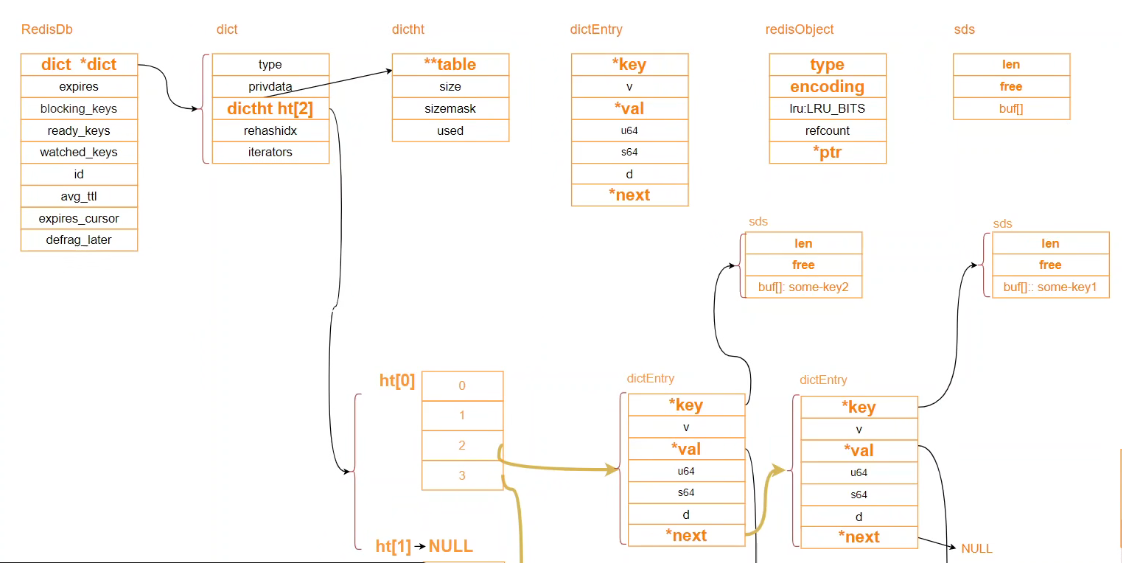 RedisDb
dict *dict
expires
blocking_keys
ready_keys
watched_keys
id
avg_ttl
expires_cursor
defrag_later
dict
type
privdata
dictht ht[2]
rehashidx
iterators
dictht
**table
size
sizemask
used
dictEntry
*key
v
*val
u64
s64
d
*next
redisObject
type
encoding
lru:LRU_BITS
refcount
*ptr
sds
len
free
buf[]
sds
len
free
buf[]: some-key2
sds
len
free
buf[]:: some-key1
ht[0]
0
1
2
3
ht[1]
NULL
dictEntry
*key
v
*val
u64
s64
d
*next
dictEntry
*key
v
*val
u64
s64
d
*next
NULL